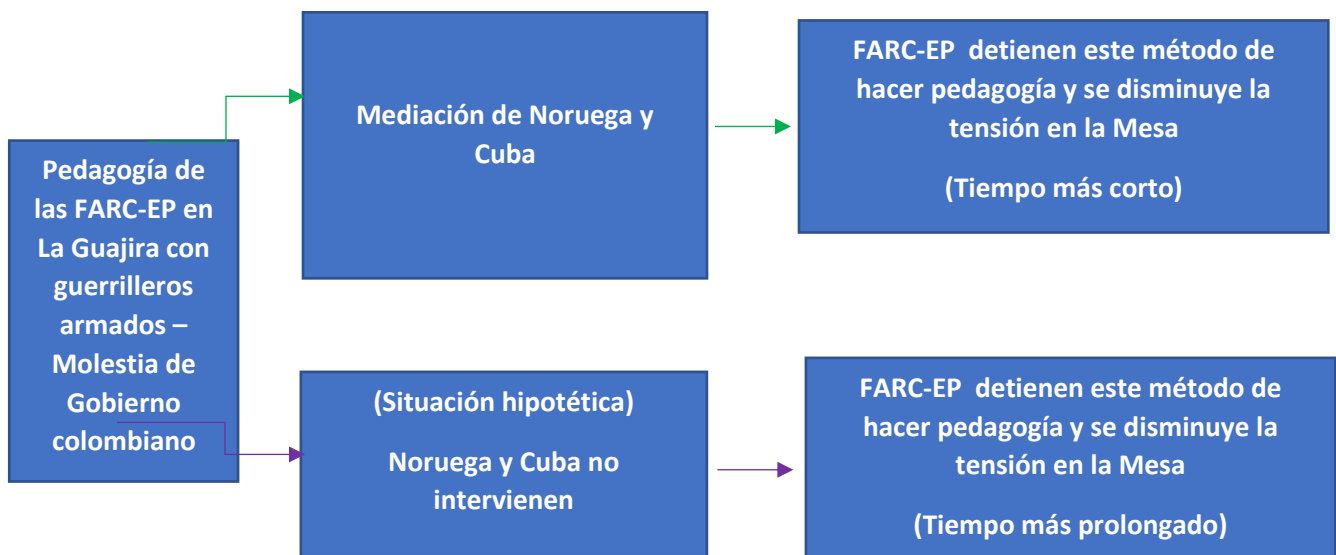 Pedagogía de
las FARC-EP en
La Guajira con
guerrilleros
armados –
Molestia de
Gobierno
colombiano
Mediación de Noruega y
Cuba
FARC-EP detienen este método de
hacer pedagogía y se disminuye la
tensión en la Mesa
(Tiempo más corto)
(Situación hipotética)
Noruega y Cuba no
intervienen
FARC-EP detienen este método de
hacer pedagogía y se disminuye la
tensión en la Mesa
(Tiempo más prolongado)